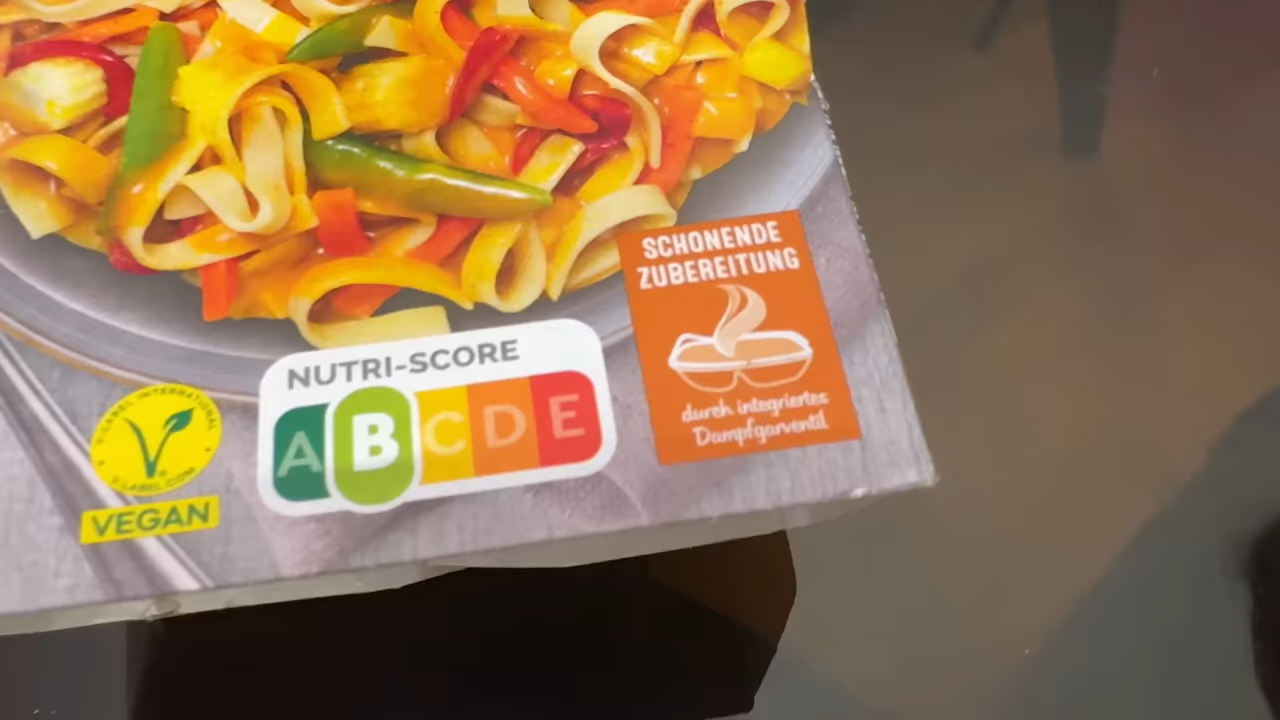 SCHONENDE
ZUBEREITUNG
durch integriertes
Dampfgarventil
NUTRI-SCORE
A B C D E
V-LABEL INTERNATIONAL
V-LABEL.COM
VEGAN